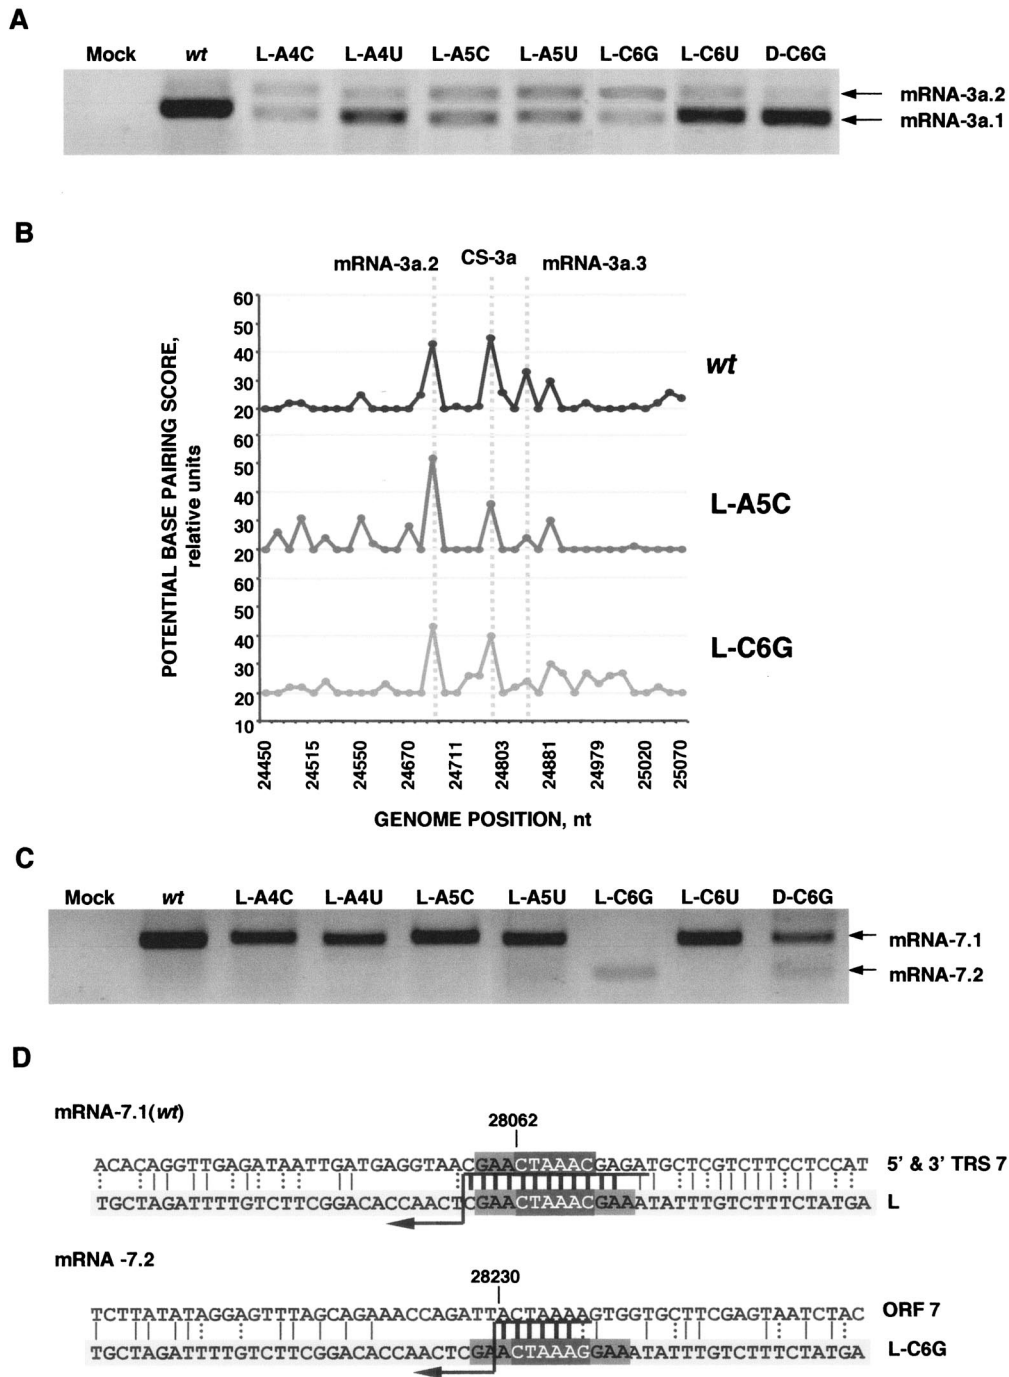 A
Mock wt L-A4C L-A4U L-A5C L-A5U L-C6G L-C6U D-C6G
mRNA-3a.2
mRNA-3a.1
B
mRNA-3a.2 CS-3a mRNA-3a.3
POTENTIAL BASE PAIRING SCORE,
relative units
60
50
40
30
20
wt
60
50
40
30
20
L-A5C
60
50
40
30
20
10
L-C6G
24450 24515 24550 24670 24711 24803 24881 24979 25020 25070
GENOME POSITION, nt
C
Mock wt L-A4C L-A4U L-A5C L-A5U L-C6G L-C6U D-C6G
mRNA-7.1
mRNA-7.2
D
mRNA-7.1(wt)
28062
ACACAGGTTGAGATAATTGATGAGGTAACGAACTAAACGAGATGCTCGTCTTCCTCCAT 5' & 3' TRS 7
TGCTAGATTTTGTCTTCGGACACCAACTCGAACTAAACGAAATATTTGTCTTTCTATGA L
mRNA -7.2
28230
TCTTATATAGGAGTTTAGCAGAAACCAGATTACTAAAAGTGGTGCTTCGAGTAATCTAC ORF 7
TGCTAGATTTTGTCTTCGGACACCAACTCGAACTAAAGGAAATATTTGTCTTTCTATGA L-C6G